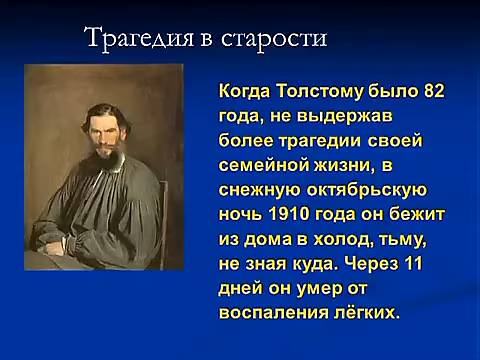 Трагедия в старости
Когда Толстому было 82
года, не выдержав
более трагедии своей
семейной жизни, в
снежную октябрьскую
ночь 1910 года он бежит
из дома в холод, тьму,
не зная куда. Через 11
дней он умер от
воспаления лёгких.